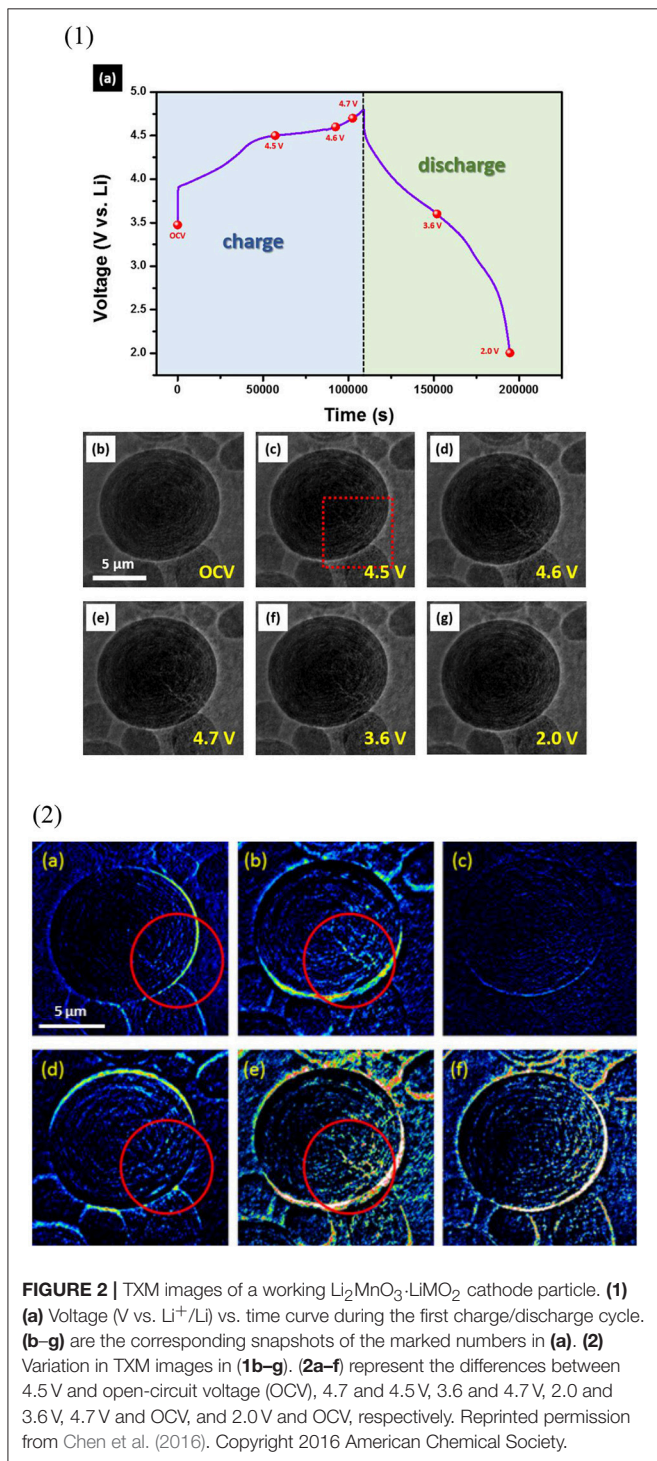 (1)
(a)
5.0
4.5
4.0
3.5
3.0
2.5
2.0
Voltage (V vs. Li)
OCV
4.5 V
4.6 V
4.7 V
charge
discharge
3.6 V
2.0 V
0
50000
100000
150000
200000
Time (s)
(b)
5 μm
OCV
(c)
4.5 V
(d)
4.6 V
(e)
4.7 V
(f)
3.6 V
(g)
2.0 V
(2)
(a)
5 μm
(b)
(c)
(d)
(e)
(f)
FIGURE 2 | TXM images of a working Li₂MnO₃·LiMO₂ cathode particle. (1)
(a) Voltage (V vs. Li⁺/Li) vs. time curve during the first charge/discharge cycle.
(b–g) are the corresponding snapshots of the marked numbers in (a). (2)
Variation in TXM images in (1b–g). (2a–f) represent the differences between
4.5 V and open-circuit voltage (OCV), 4.7 and 4.5 V, 3.6 and 4.7 V, 2.0 and
3.6 V, 4.7 V and OCV, and 2.0 V and OCV, respectively. Reprinted permission
from Chen et al. (2016). Copyright 2016 American Chemical Society.